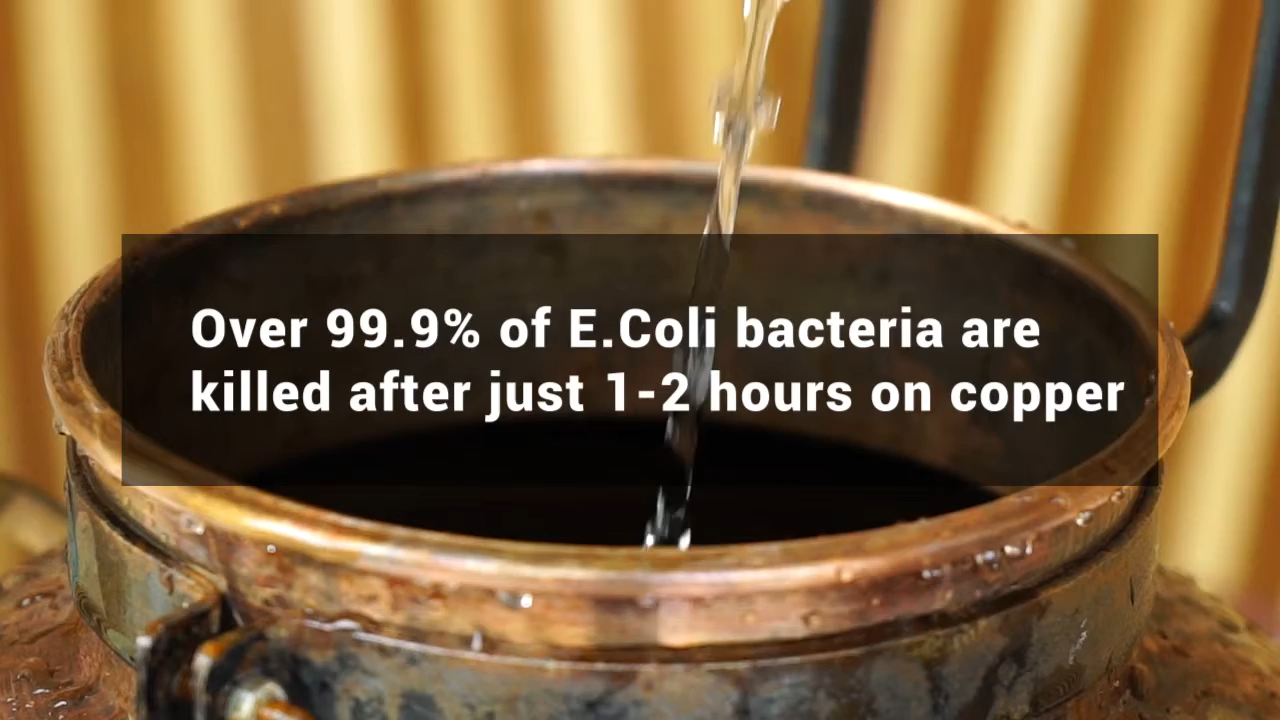 Over 99.9% of E.Coli bacteria are
killed after just 1-2 hours on copper